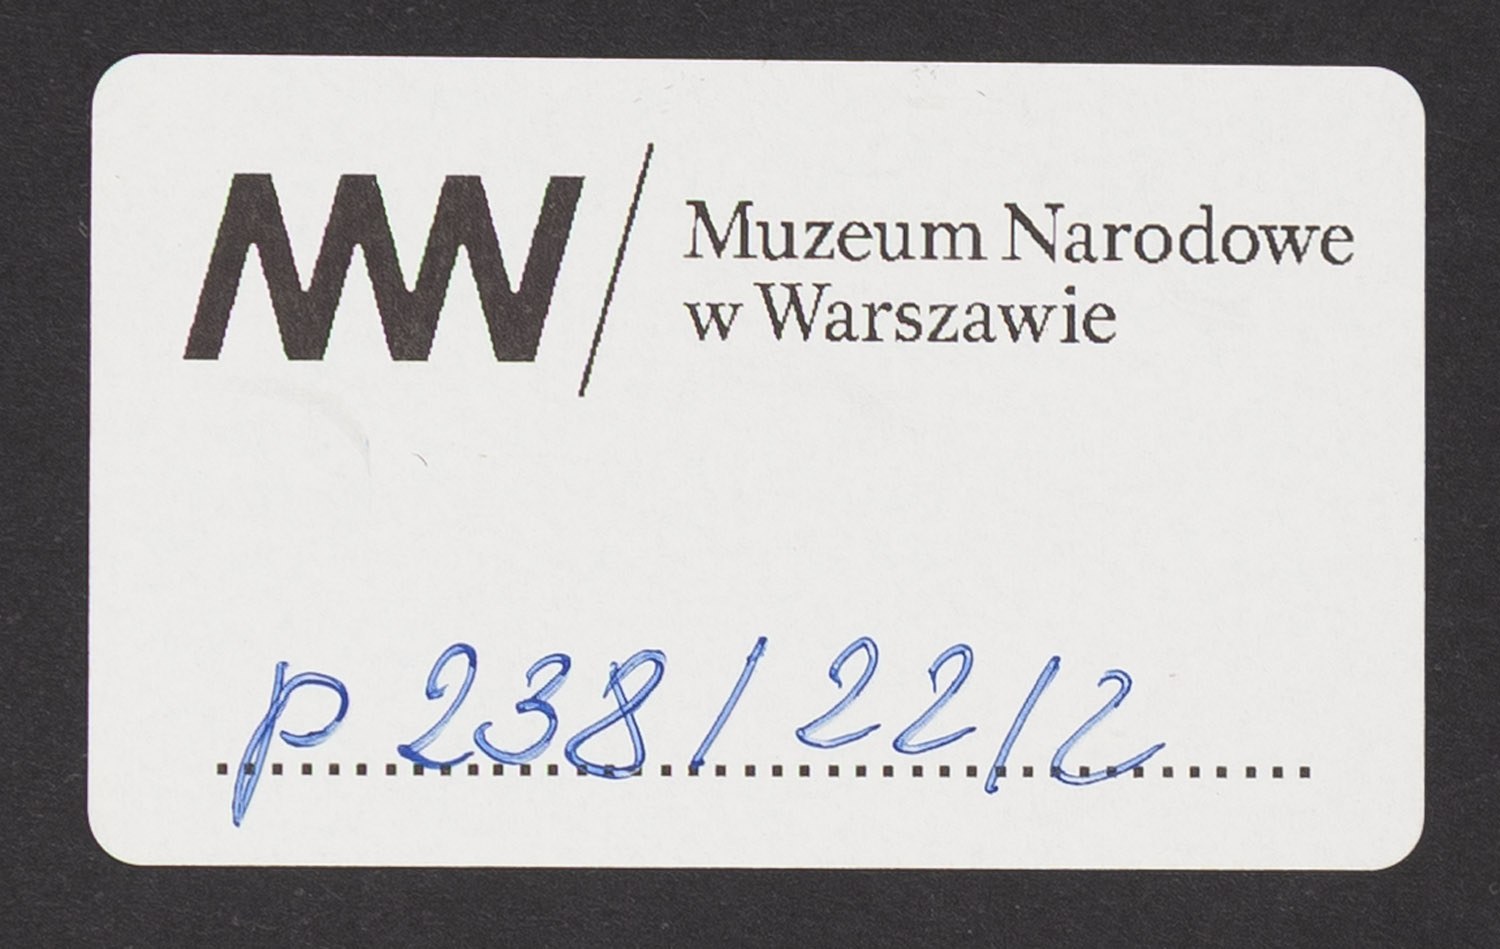 MNW / Muzeum Narodowe
w Warszawie
p 238/22/2